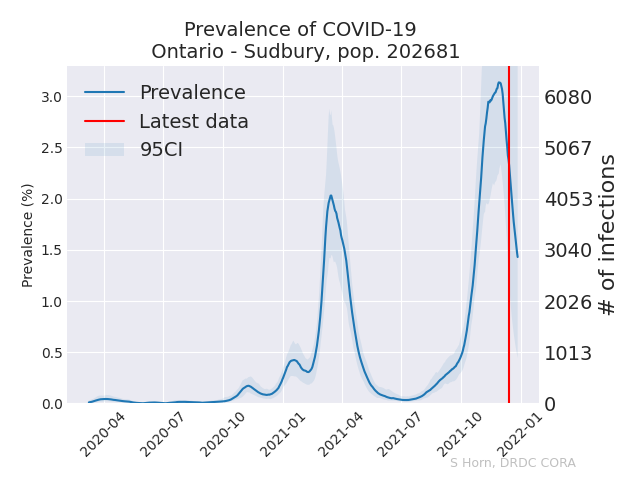 Prevalence of COVID-19
Ontario - Sudbury, pop. 202681
Prevalence
Latest data
95CI
Prevalence (%)
3.0
2.5
2.0
1.5
1.0
0.5
0.0
6080
5067
4053
3040
2026
1013
0
# of infections
2020-04
2020-07
2020-10
2021-01
2021-04
2021-07
2021-10
2022-01
S Horn, DRDC CORA